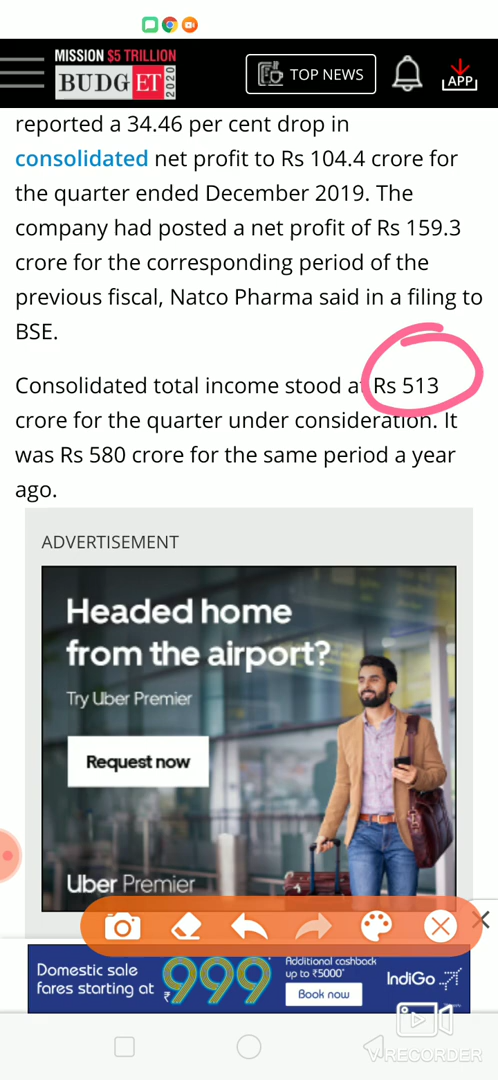 MISSION $5 TRILLION
BUDGET 2020
TOP NEWS
APP
reported a 34.46 per cent drop in
consolidated net profit to Rs 104.4 crore for
the quarter ended December 2019. The
company had posted a net profit of Rs 159.3
crore for the corresponding period of the
previous fiscal, Natco Pharma said in a filing to
BSE.
Consolidated total income stood at Rs 513
crore for the quarter under consideration. It
was Rs 580 crore for the same period a year
ago.
ADVERTISEMENT
Headed home
from the airport?
Try Uber Premier
Request now
Uber Premier
Domestic sale
fares starting at ₹999*
Additional cashback
up to ₹5000*
Book now
IndiGo
VRECORDER